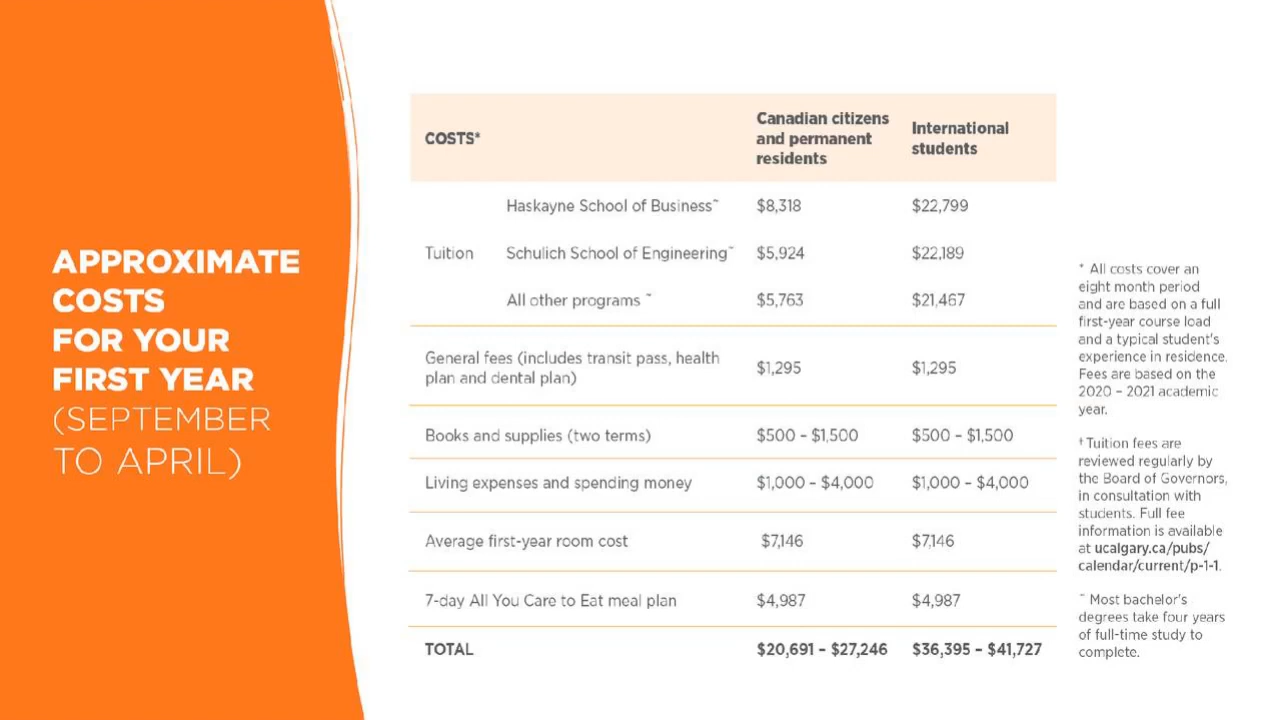 APPROXIMATE
COSTS
FOR YOUR
FIRST YEAR
(SEPTEMBER
TO APRIL)
COSTS* Canadian citizens and permanent residents International students
Tuition Haskayne School of Business~ $8,318 $22,799
Schulich School of Engineering~ $5,924 $22,189
All other programs ~ $5,763 $21,467
General fees (includes transit pass, health
plan and dental plan) $1,295 $1,295
Books and supplies (two terms) $500 – $1,500 $500 – $1,500
Living expenses and spending money $1,000 – $4,000 $1,000 – $4,000
Average first-year room cost $7,146 $7,146
7-day All You Care to Eat meal plan $4,987 $4,987
TOTAL $20,691 – $27,246 $36,395 – $41,727
* All costs cover an
eight month period
and are based on a full
first-year course load
and a typical student's
experience in residence.
Fees are based on the
2020 – 2021 academic
year.
† Tuition fees are
reviewed regularly by
the Board of Governors,
in consultation with
students. Full fee
information is available
at ucalgary.ca/pubs/
calendar/current/p-1-1.
~ Most bachelor's
degrees take four years
of full-time study to
complete.